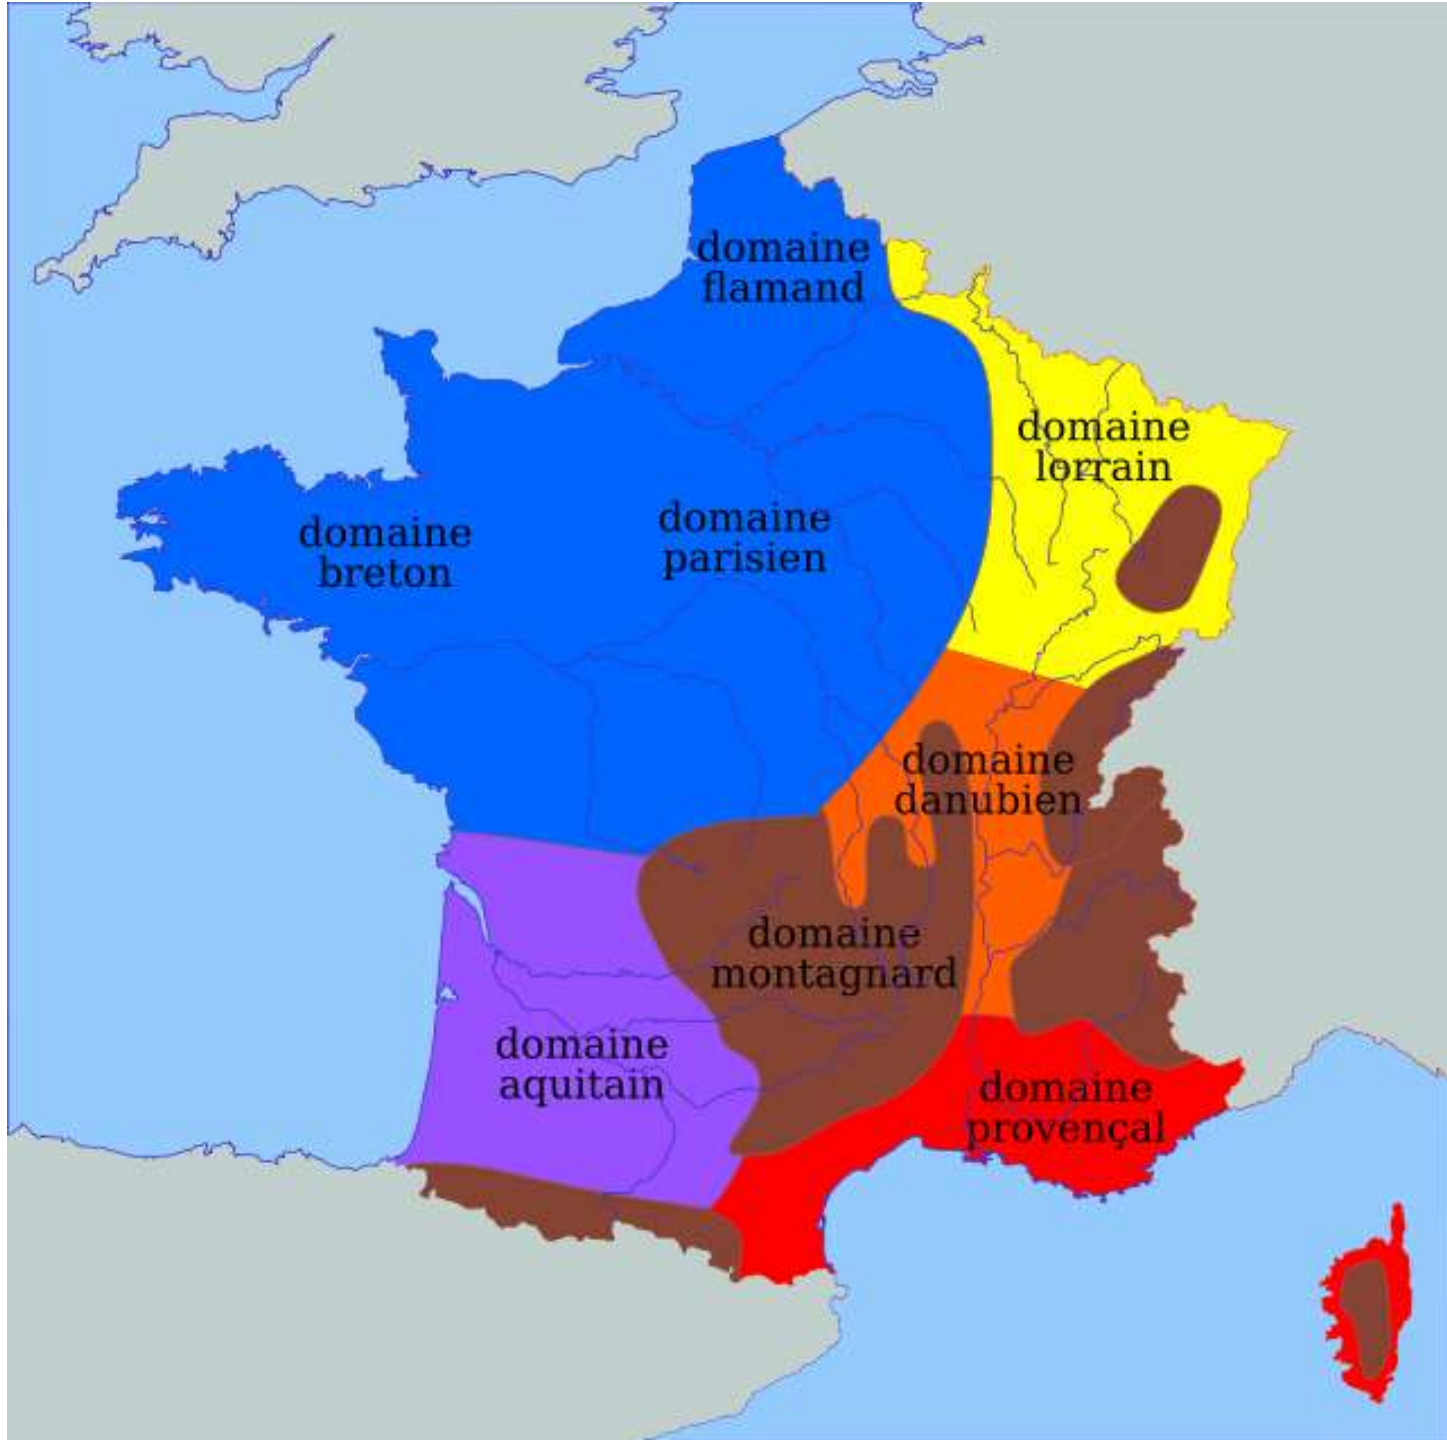 domaine
flamand
domaine
lorrain
domaine
breton
domaine
parisien
domaine
danubien
domaine
montagnard
domaine
aquitain
domaine
provençal